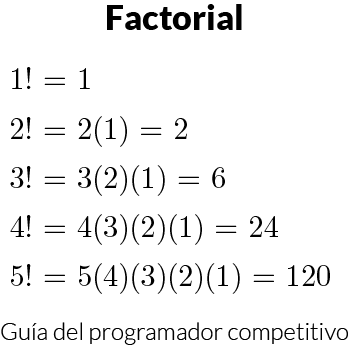 Factorial
1! = 1
2! = 2(1) = 2
3! = 3(2)(1) = 6
4! = 4(3)(2)(1) = 24
5! = 5(4)(3)(2)(1) = 120
Guía del programador competitivo